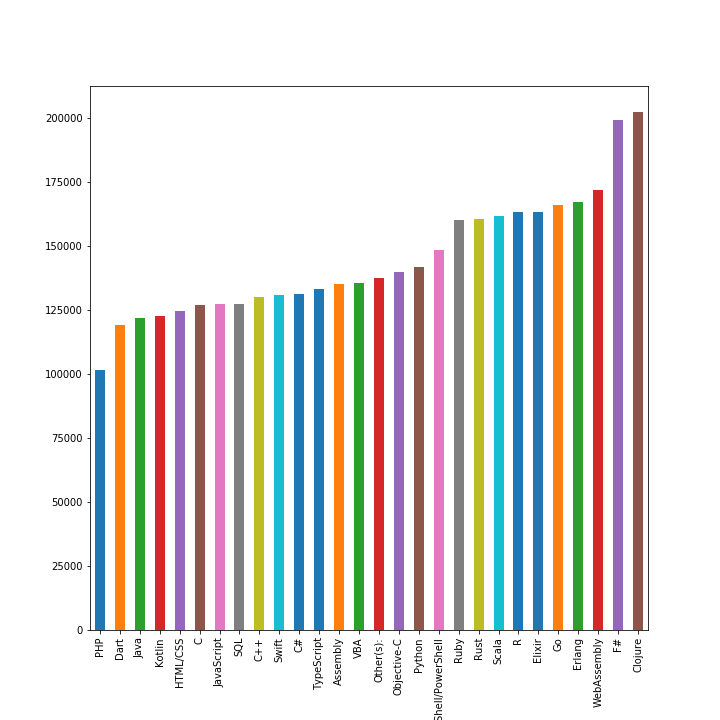 200000
175000
150000
125000
100000
75000
50000
25000
0
PHP
Dart
Java
Kotlin
HTML/CSS
C
JavaScript
SQL
C++
Swift
C#
TypeScript
Assembly
VBA
Other(s):
Objective-C
Python
Shell/PowerShell
Ruby
Rust
Scala
R
Elixir
Go
Erlang
WebAssembly
F#
Clojure